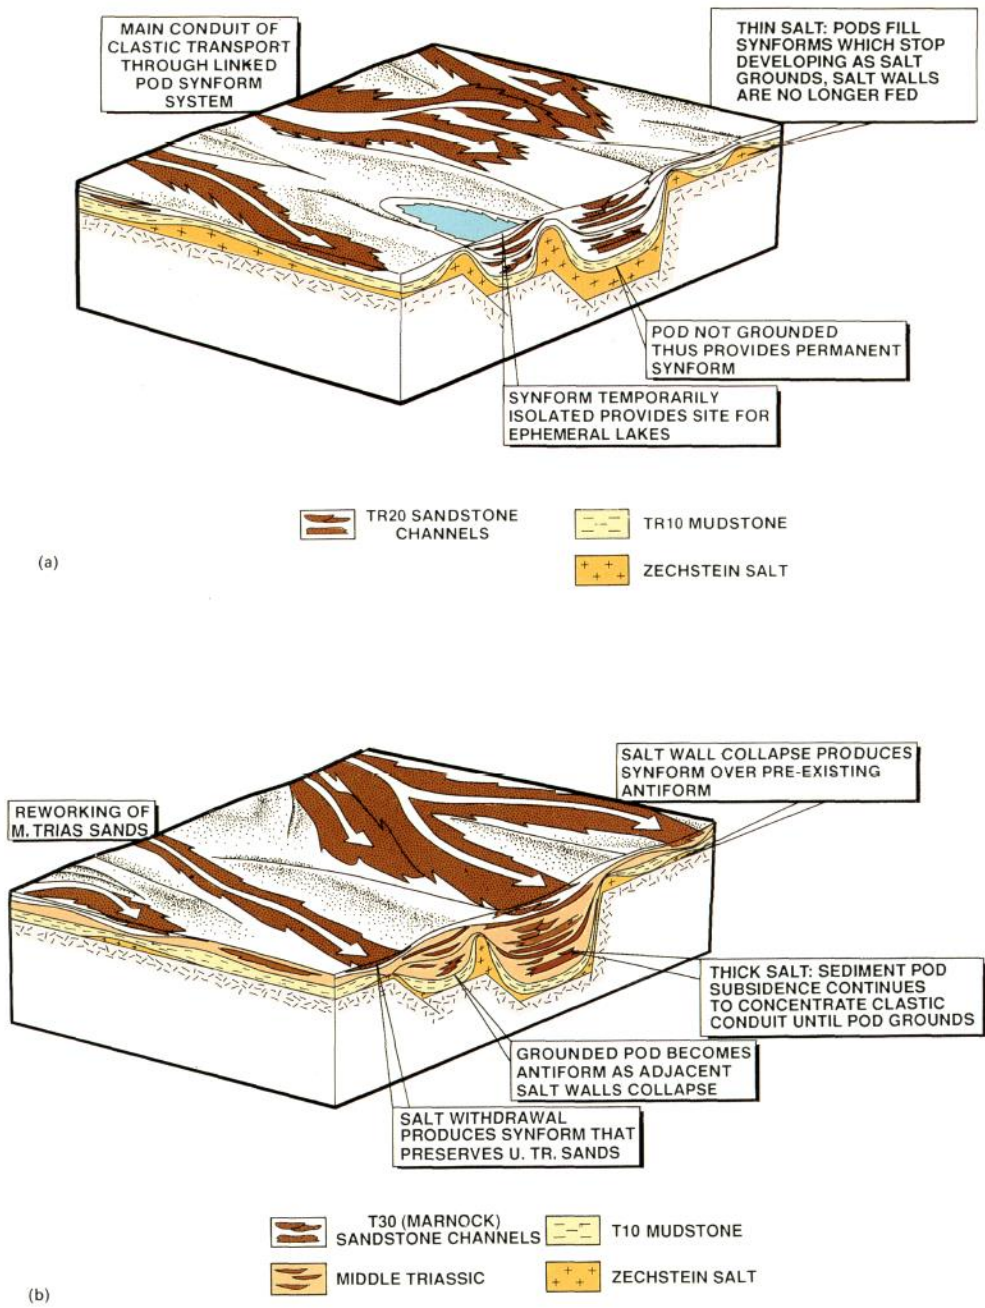 MAIN CONDUIT OF
CLASTIC TRANSPORT
THROUGH LINKED
POD SYNFORM
SYSTEM
THIN SALT: PODS FILL
SYNFORMS WHICH STOP
DEVELOPING AS SALT
GROUNDS, SALT WALLS
ARE NO LONGER FED
POD NOT GROUNDED
THUS PROVIDES PERMANENT
SYNFORM
SYNFORM TEMPORARILY
ISOLATED PROVIDES SITE FOR
EPHEMERAL LAKES
TR20 SANDSTONE
CHANNELS
TR10 MUDSTONE
ZECHSTEIN SALT
(a)
SALT WALL COLLAPSE PRODUCES
SYNFORM OVER PRE-EXISTING
ANTIFORM
REWORKING OF
M. TRIAS SANDS
THICK SALT: SEDIMENT POD
SUBSIDENCE CONTINUES
TO CONCENTRATE CLASTIC
CONDUIT UNTIL POD GROUNDS
GROUNDED POD BECOMES
ANTIFORM AS ADJACENT
SALT WALLS COLLAPSE
SALT WITHDRAWAL
PRODUCES SYNFORM THAT
PRESERVES U. TR. SANDS
T30 (MARNOCK)
SANDSTONE CHANNELS
T10 MUDSTONE
MIDDLE TRIASSIC
ZECHSTEIN SALT
(b)